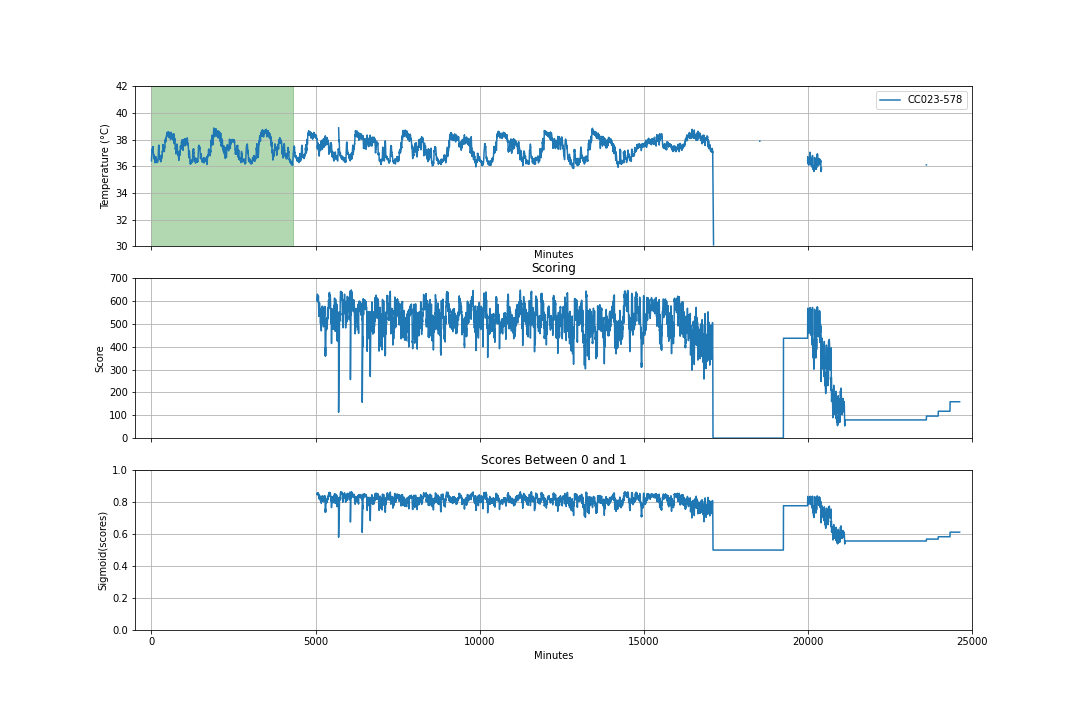 42
40
38
36
34
32
30
Temperature (°C)
CC023-578
Minutes
Scoring
700
600
500
400
300
200
100
0
Score
Scores Between 0 and 1
1.0
0.8
0.6
0.4
0.2
0.0
Sigmoid(scores)
0 5000 10000 15000 20000 25000
Minutes